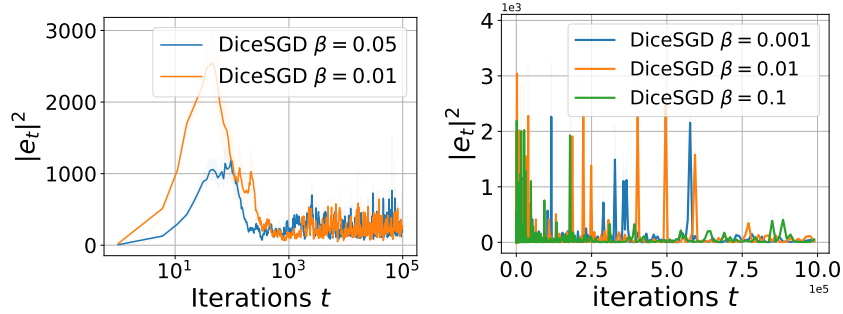 DiceSGD β = 0.05
DiceSGD β = 0.01
3000
2000
1000
0
|e_t|^2
10^1
10^3
10^5
Iterations t
1e3
DiceSGD β = 0.001
DiceSGD β = 0.01
DiceSGD β = 0.1
4
3
2
1
0
|e_t|^2
0.0
2.5
5.0
7.5
10.0
1e5
iterations t